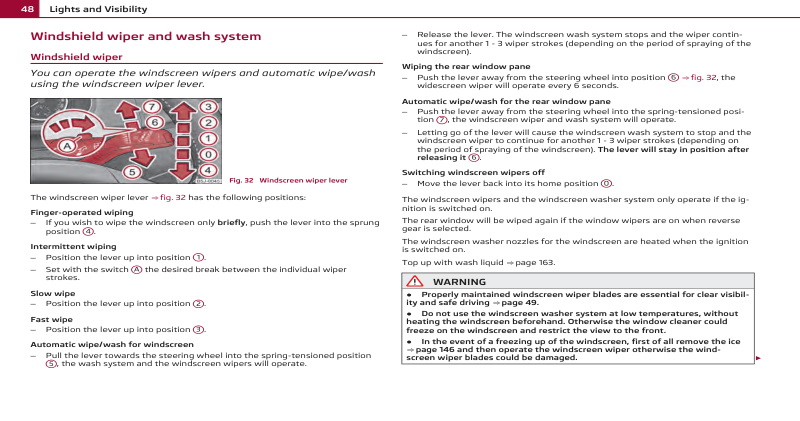 48 Lights and Visibility
Windshield wiper and wash system
Windshield wiper
You can operate the windscreen wipers and automatic wipe/wash
using the windscreen wiper lever.
7 3
6 2
1
A 0
5 4
B5J-0040
Fig. 32 Windscreen wiper lever
The windscreen wiper lever ⇒ fig. 32 has the following positions:
Finger-operated wiping
– If you wish to wipe the windscreen only briefly, push the lever into the sprung
position 4.
Intermittent wiping
– Position the lever up into position 1.
– Set with the switch A the desired break between the individual wiper
strokes.
Slow wipe
– Position the lever up into position 2.
Fast wipe
– Position the lever up into position 3.
Automatic wipe/wash for windscreen
– Pull the lever towards the steering wheel into the spring-tensioned position
5, the wash system and the windscreen wipers will operate.
– Release the lever. The windscreen wash system stops and the wiper contin-
ues for another 1 - 3 wiper strokes (depending on the period of spraying of the
windscreen).
Wiping the rear window pane
– Push the lever away from the steering wheel into position 6 ⇒ fig. 32, the
widescreen wiper will operate every 6 seconds.
Automatic wipe/wash for the rear window pane
– Push the lever away from the steering wheel into the spring-tensioned posi-
tion 7, the windscreen wiper and wash system will operate.
– Letting go of the lever will cause the windscreen wash system to stop and the
windscreen wiper to continue for another 1 - 3 wiper strokes (depending on
the period of spraying of the windscreen). The lever will stay in position after
releasing it 6.
Switching windscreen wipers off
– Move the lever back into its home position 0.
The windscreen wipers and the windscreen washer system only operate if the ig-
nition is switched on.
The rear window will be wiped again if the window wipers are on when reverse
gear is selected.
The windscreen washer nozzles for the windscreen are heated when the ignition
is switched on.
Top up with wash liquid ⇒ page 163.
WARNING
● Properly maintained windscreen wiper blades are essential for clear visibil-
ity and safe driving ⇒ page 49.
● Do not use the windscreen washer system at low temperatures, without
heating the windscreen beforehand. Otherwise the window cleaner could
freeze on the windscreen and restrict the view to the front.
● In the event of a freezing up of the windscreen, first of all remove the ice
⇒ page 146 and then operate the windscreen wiper otherwise the wind-
screen wiper blades could be damaged.